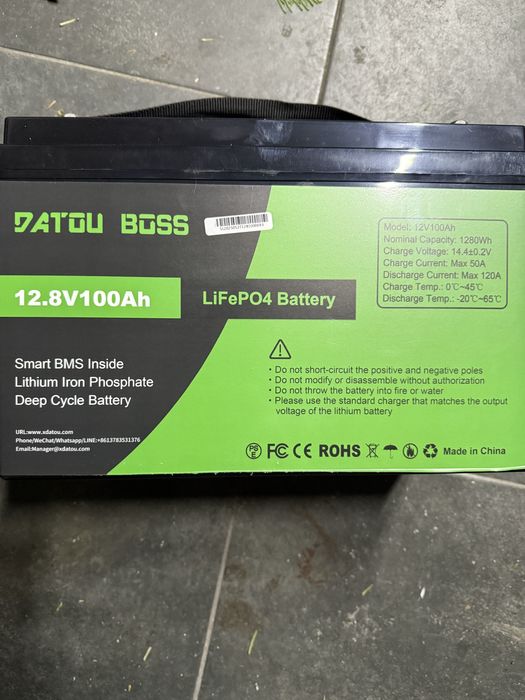 DATOU BOSS
12.8V100Ah
LiFePO4 Battery
Model: 12V100Ah
Nominal Capacity: 1280Wh
Charge Voltage: 14.4±0.2V
Charge Current: Max 50A
Discharge Current: Max 120A
Charge Temp.: 0℃~45℃
Discharge Temp.: -20℃~65℃
Smart BMS Inside
Lithium Iron Phosphate
Deep Cycle Battery
• Do not short-circuit the positive and negative poles
• Do not modify or disassemble without authorization
• Do not throw the battery into fire or water
• Please use the standard charger that matches the output
voltage of the lithium battery
URL:www.xdatou.com
Phone/WeChat/Whatsapp/LINE:+8613783531376
Email:Manager@xdatou.com
FC CE ROHS
Made in China